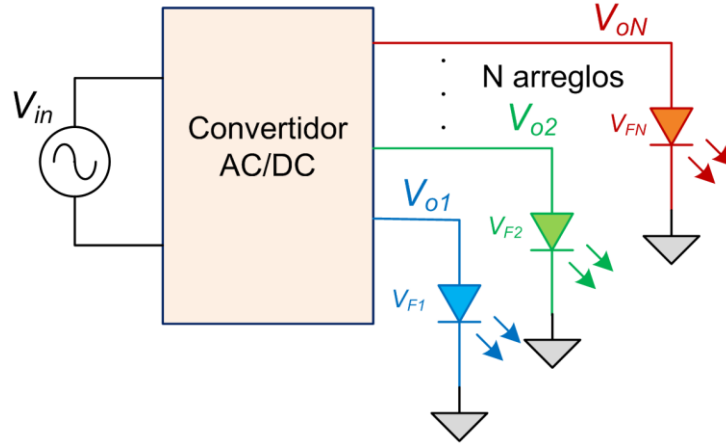 VoN
N arreglos
Vin
Convertidor
AC/DC
VFN
Vo2
Vo1
VF2
VF1